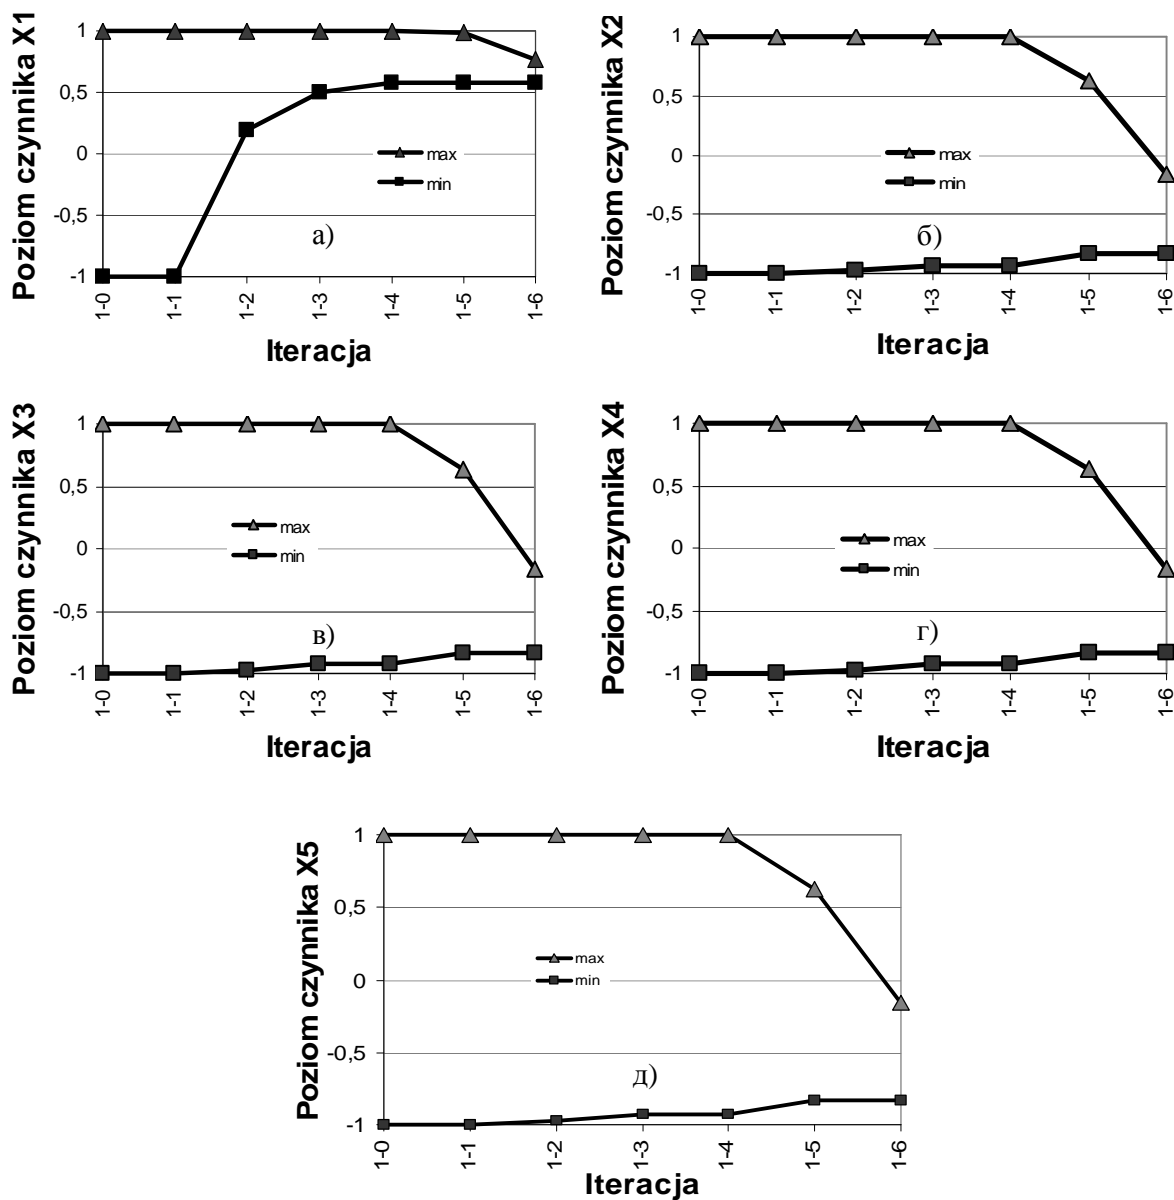 Poziom czynnika X1
1
0,5
0
-0,5
-1
max
min
а)
1-0
1-1
1-2
1-3
1-4
1-5
1-6
Iteracja
Poziom czynnika X2
1
0,5
0
-0,5
-1
max
min
б)
1-0
1-1
1-2
1-3
1-4
1-5
1-6
Iteracja
Poziom czynnika X3
1
0,5
0
-0,5
-1
max
min
в)
1-0
1-1
1-2
1-3
1-4
1-5
1-6
Iteracja
Poziom czynnika X4
1
0,5
0
-0,5
-1
max
min
г)
1-0
1-1
1-2
1-3
1-4
1-5
1-6
Iteracja
Poziom czynnika X5
1
0,5
0
-0,5
-1
max
min
д)
1-0
1-1
1-2
1-3
1-4
1-5
1-6
Iteracja